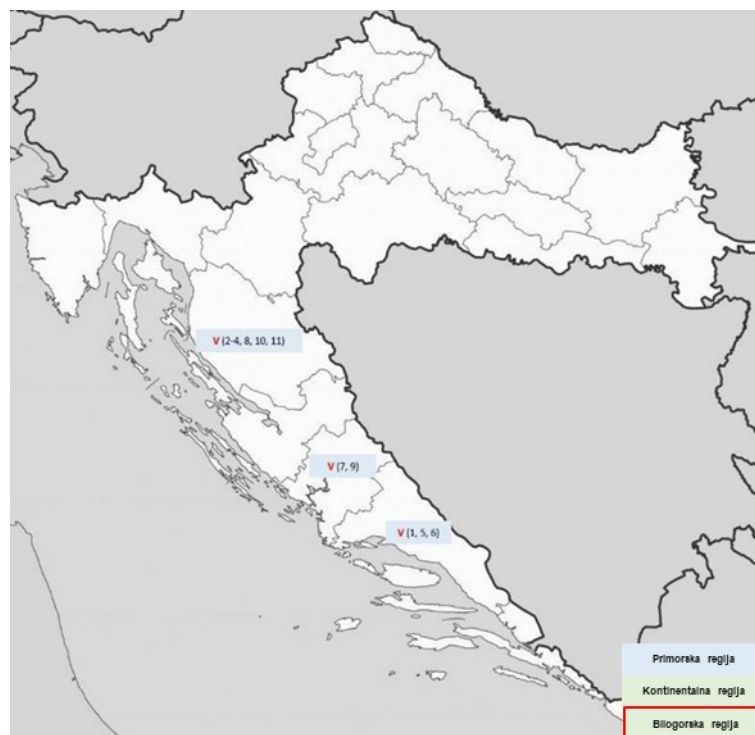 V (2-4, 8, 10, 11)
V (7, 9)
V (1, 5, 6)
Primorska regija
Kontinentalna regija
Bilogorska regija